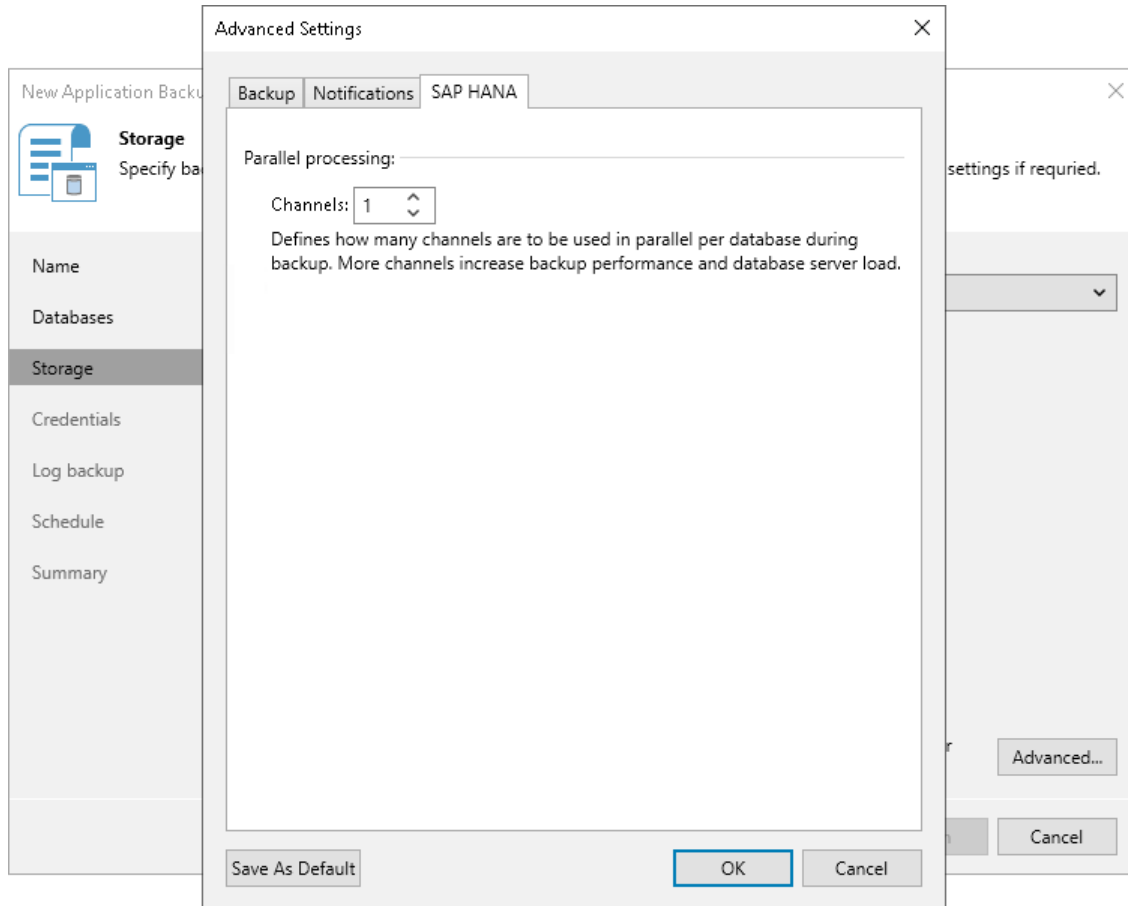 Advanced Settings
New Application Backu
Backup
Notifications
SAP HANA
Storage
Specify ba
settings if requried.
Parallel processing:
Channels: 1
Defines how many channels are to be used in parallel per database during
backup. More channels increase backup performance and database server load.
Name
Databases
Storage
Credentials
Log backup
Schedule
Summary
r
Advanced...
Cancel
Save As Default
OK
Cancel